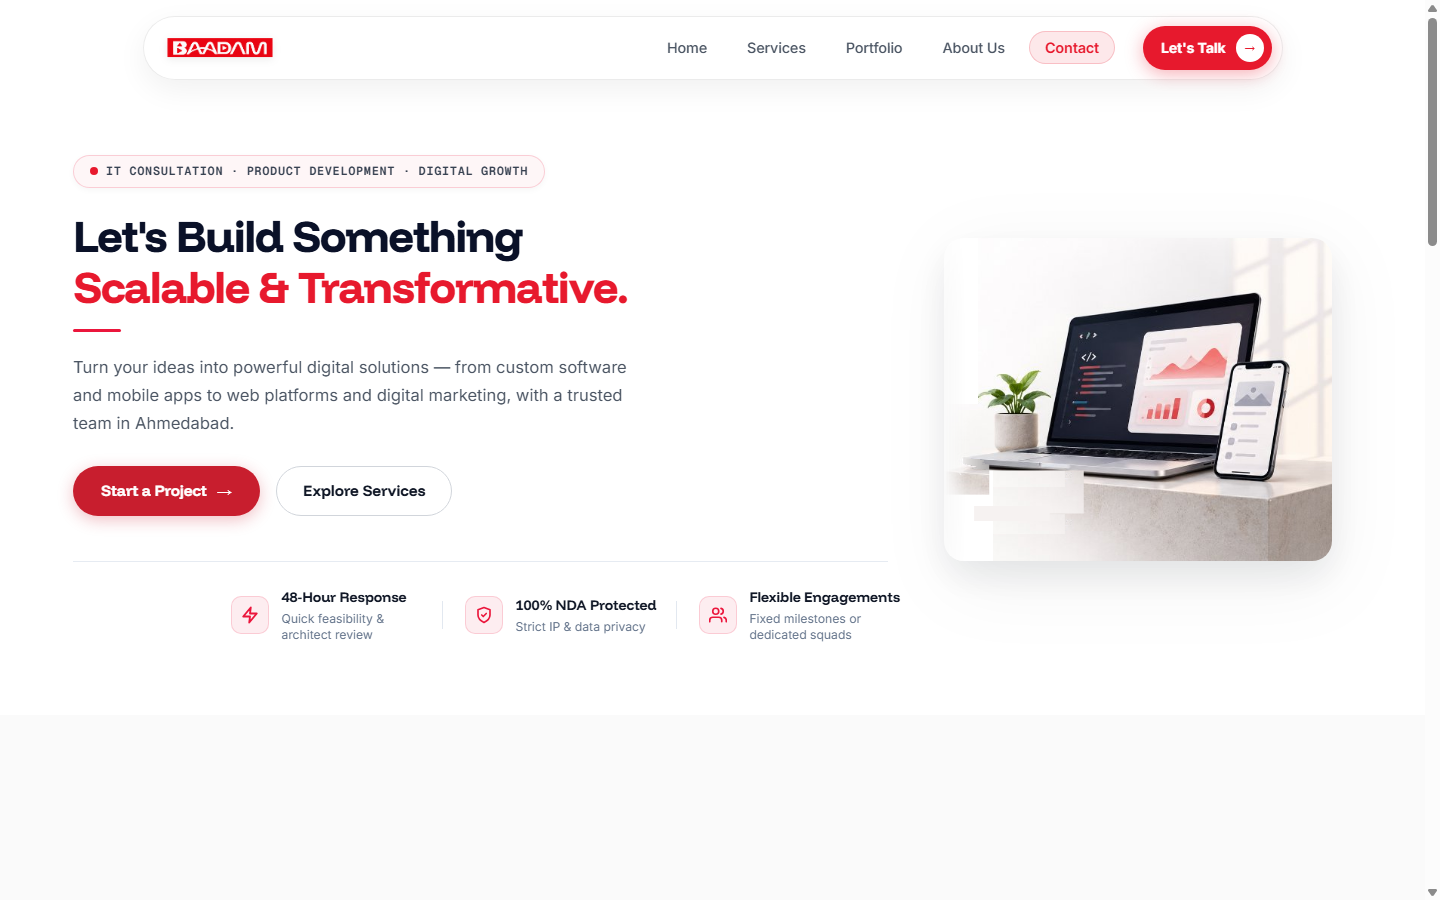 BAADAM
Home
Services
Portfolio
About Us
Contact
Let's Talk →
IT CONSULTATION · PRODUCT DEVELOPMENT · DIGITAL GROWTH
Let's Build Something
Scalable & Transformative.
Turn your ideas into powerful digital solutions — from custom software
and mobile apps to web platforms and digital marketing, with a trusted
team in Ahmedabad.
Start a Project →
Explore Services
48-Hour Response
Quick feasibility &
architect review
100% NDA Protected
Strict IP & data privacy
Flexible Engagements
Fixed milestones or
dedicated squads